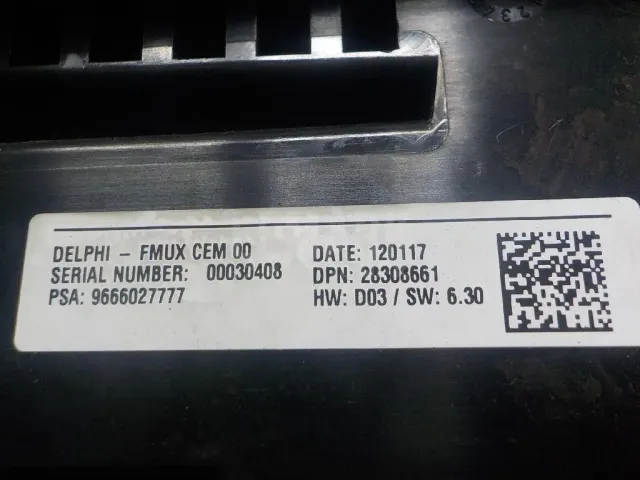 DELPHI - FMUX CEM 00
SERIAL NUMBER: 00030408
PSA: 9666027777
DATE: 120117
DPN: 28308661
HW: D03 / SW: 6.30